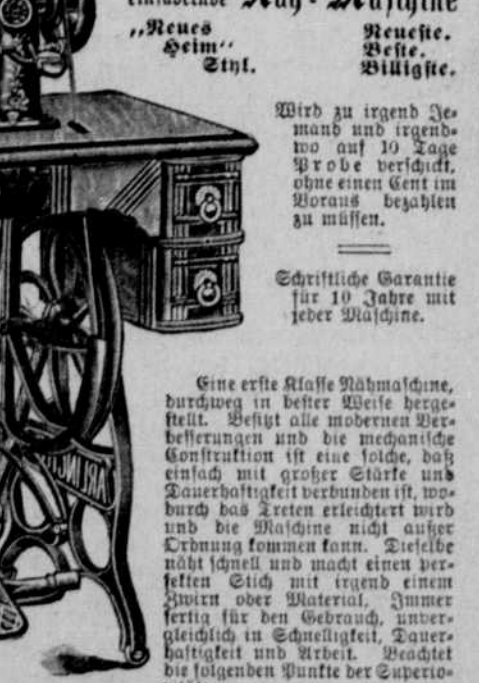 Näh-Maschine
„Neues
Heim“
Styl.
Neueste.
Beste.
Billigste.
Wird zu irgend Je-
mand und irgend-
wo auf 10 Tage
Probe verschickt,
ohne einen Cent im
Voraus bezahlen
zu müssen.
Schriftliche Garantie
für 10 Jahre mit
jeder Maschine.
Eine erste Klasse Nähmaschine,
durchweg in bester Weise herge-
stellt. Besitzt alle modernen Ver-
besserungen und die mechanische
Construktion ist eine solche, daß
einfach mit großer Stärke und
Dauerhaftigkeit verbunden ist, wo-
durch das Treten erleichtert wird
und die Maschine nicht außer
Ordnung kommen kann. Dieselbe
näht schnell und macht einen per-
fekten Stich mit irgend einem
Zwirn oder Material. Immer
fertig für den Gebrauch, unver-
gleichlich in Schnelligkeit, Dauer-
haftigkeit und Arbeit. Beachtet
die folgenden Punkte der Superio-